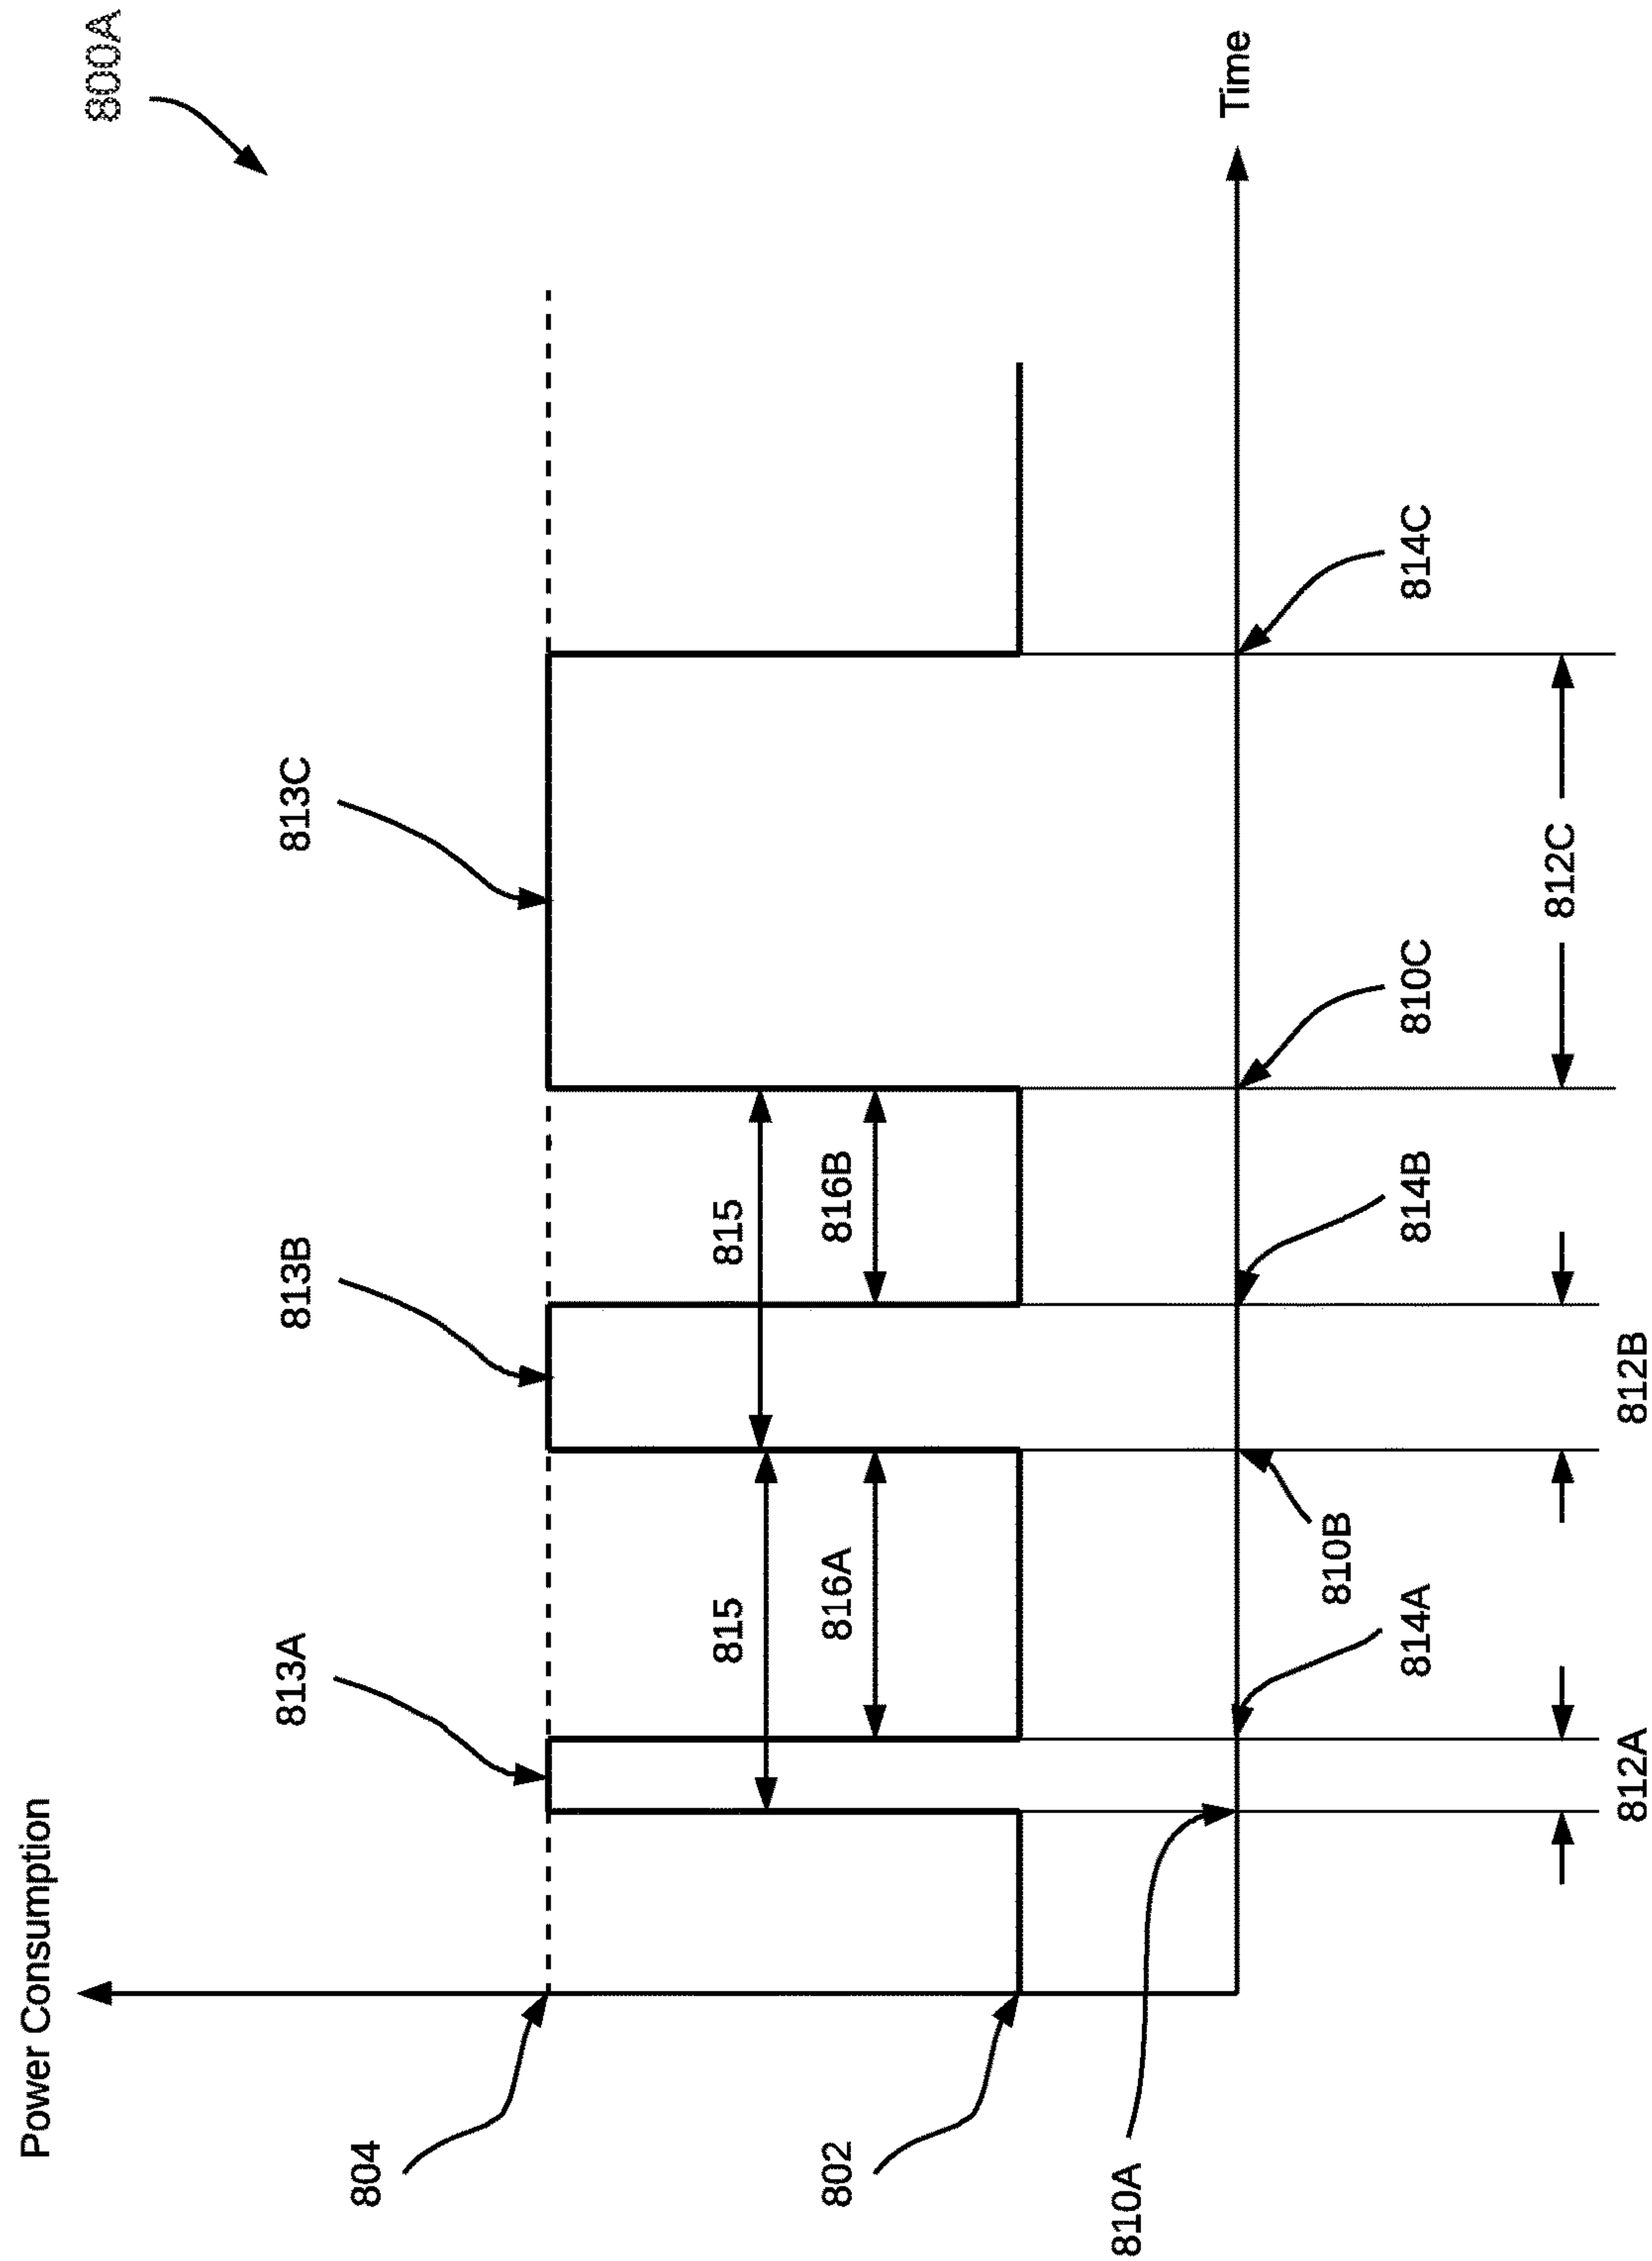 800A
Power Consumption
813A
813B
813C
804
815
815
816A
816B
802
Time
810A
810B
814A
814B
810C
814C
812A
812B
812C